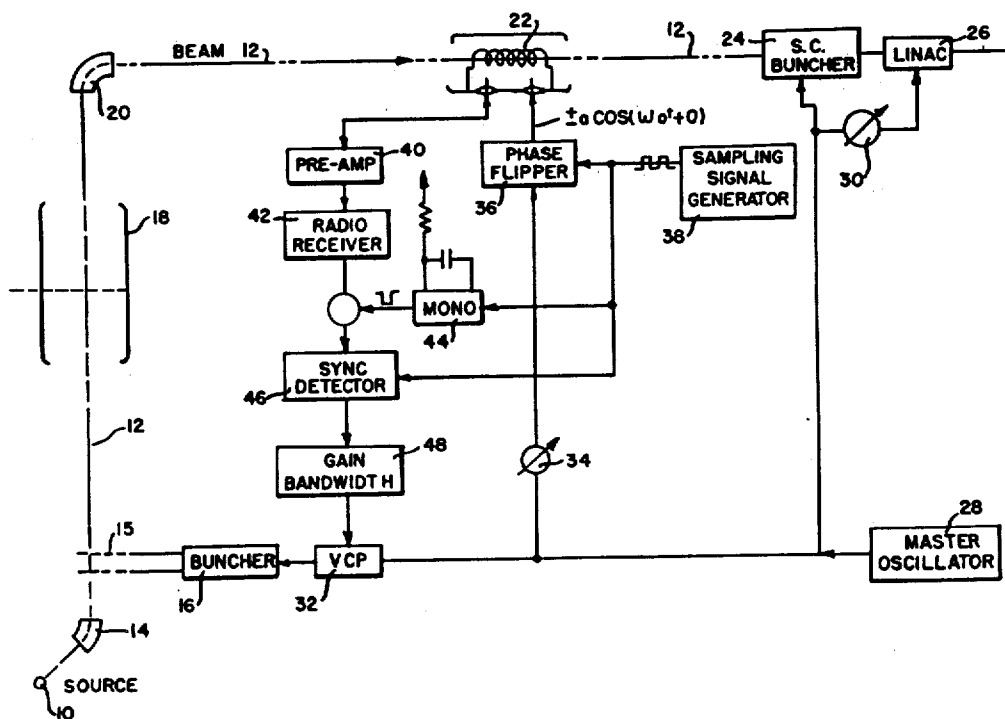 22
BEAM 12
12
24
S.C.
BUNCHER
26
LINAC
20
±a COS(ωot+0)
30
PRE-AMP
40
PHASE
FLIPPER
36
SAMPLING
SIGNAL
GENERATOR
38
18
42
RADIO
RECEIVER
MONO
44
SYNC
DETECTOR
46
12
GAIN
BANDWIDTH
48
34
15
BUNCHER
16
VCP
32
28
MASTER
OSCILLATOR
14
SOURCE
10